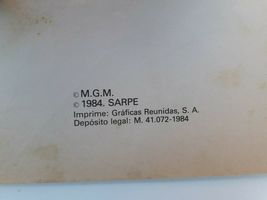 © M.G.M.
© 1984. SARPE
Imprime: Gráficas Reunidas, S. A.
Depósito legal: M. 41.072-1984